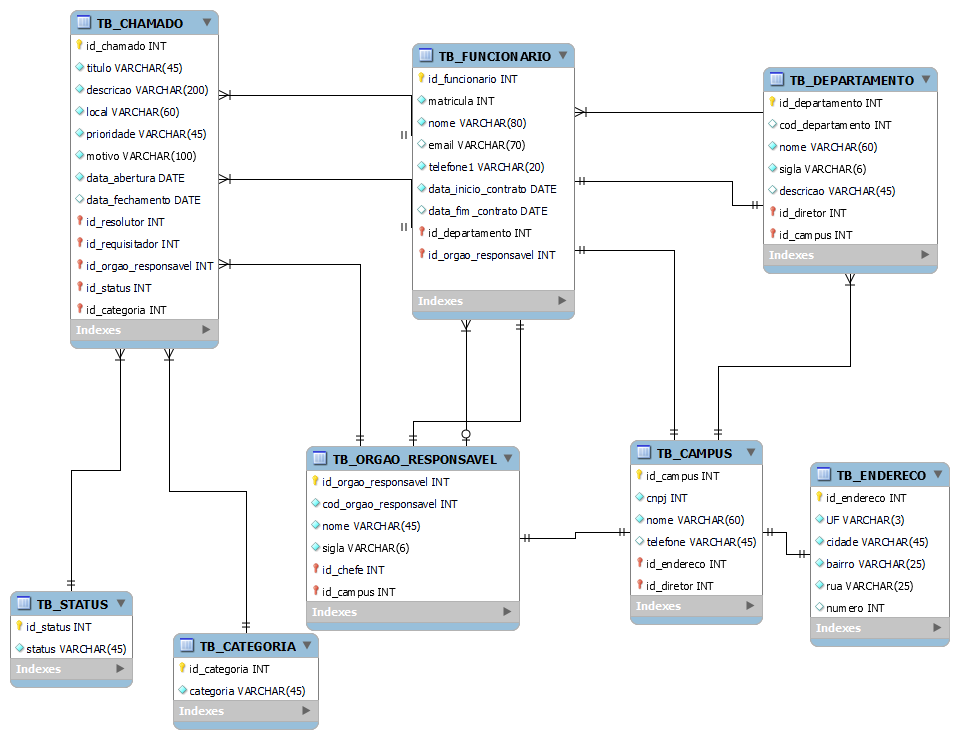 TB_CHAMADO
id_chamado INT
titulo VARCHAR(45)
descricao VARCHAR(200)
local VARCHAR(60)
prioridade VARCHAR(45)
motivo VARCHAR(100)
data_abertura DATE
data_fechamento DATE
id_resolutor INT
id_requisitador INT
id_orgao_responsavel INT
id_status INT
id_categoria INT
Indexes
TB_FUNCIONARIO
id_funcionario INT
matricula INT
nome VARCHAR(80)
email VARCHAR(70)
telefone1 VARCHAR(20)
data_inicio_contrato DATE
data_fim_contrato DATE
id_departamento INT
id_orgao_responsavel INT
Indexes
TB_DEPARTAMENTO
id_departamento INT
cod_departamento INT
nome VARCHAR(60)
sigla VARCHAR(6)
descricao VARCHAR(45)
id_diretor INT
id_campus INT
Indexes
TB_ORGAO_RESPONSAVEL
id_orgao_responsavel INT
cod_orgao_responsavel INT
nome VARCHAR(45)
sigla VARCHAR(6)
id_chefe INT
id_campus INT
Indexes
TB_CAMPUS
id_campus INT
cnpj INT
nome VARCHAR(60)
telefone VARCHAR(45)
id_endereco INT
id_diretor INT
Indexes
TB_ENDERECO
id_endereco INT
UF VARCHAR(3)
cidade VARCHAR(45)
bairro VARCHAR(25)
rua VARCHAR(25)
numero INT
Indexes
TB_STATUS
id_status INT
status VARCHAR(45)
Indexes
TB_CATEGORIA
id_categoria INT
categoria VARCHAR(45)
Indexes